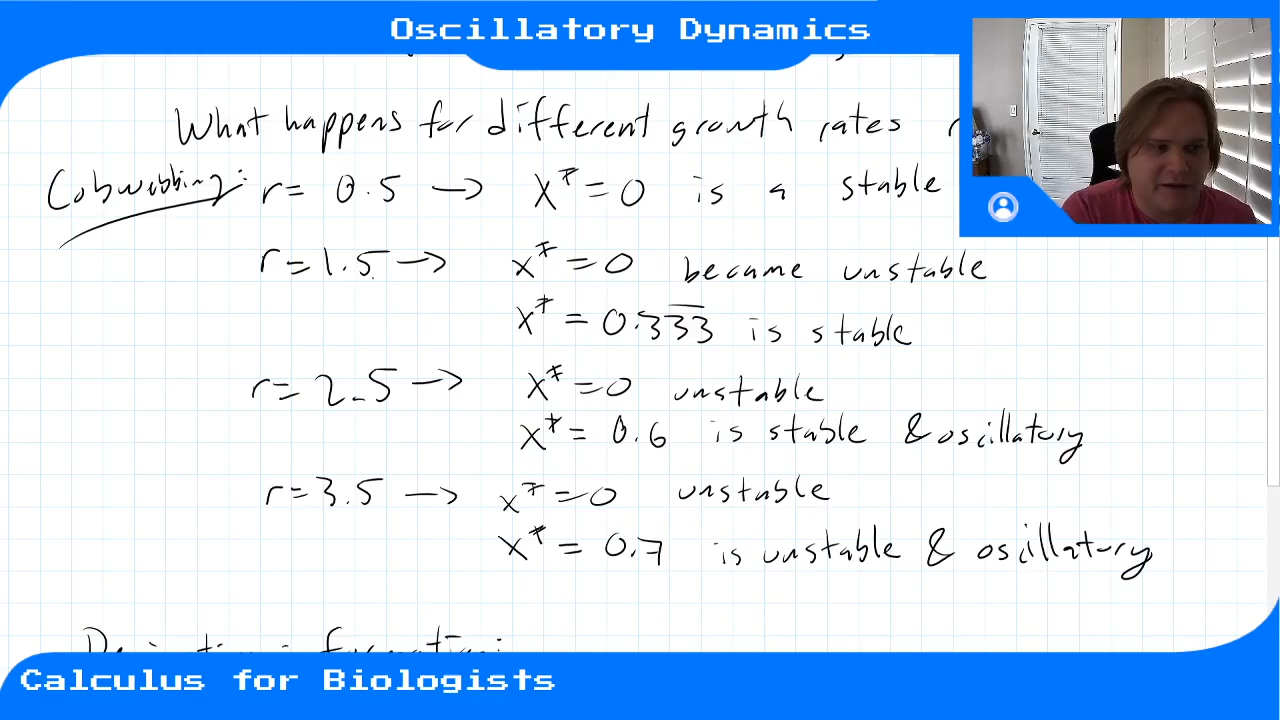 Oscillatory Dynamics
What happens for different growth rates r
Cobwebbing: r = 0.5 → x* = 0 is a stable
r = 1.5 → x* = 0 became unstable
x* = 0.33̅3̅ is stable
r = 2.5 → x* = 0 unstable
x* = 0.6 is stable & oscillatory
r = 3.5 → x* = 0 unstable
x* = 0.7 is unstable & oscillatory
Calculus for Biologists